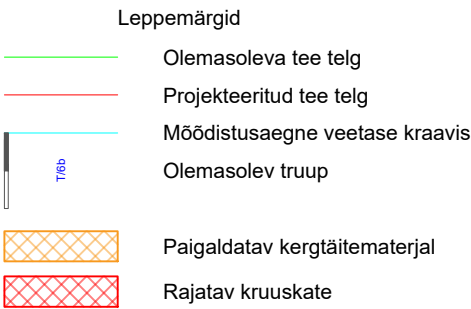 Leppemärgid
Olemasoleva tee telg
Projekteeritud tee telg
Mõõdistusaegne veetase kraavis
T/6b
Olemasolev truup
Paigaldatav kergtäitematerjal
Rajatav kruuskate